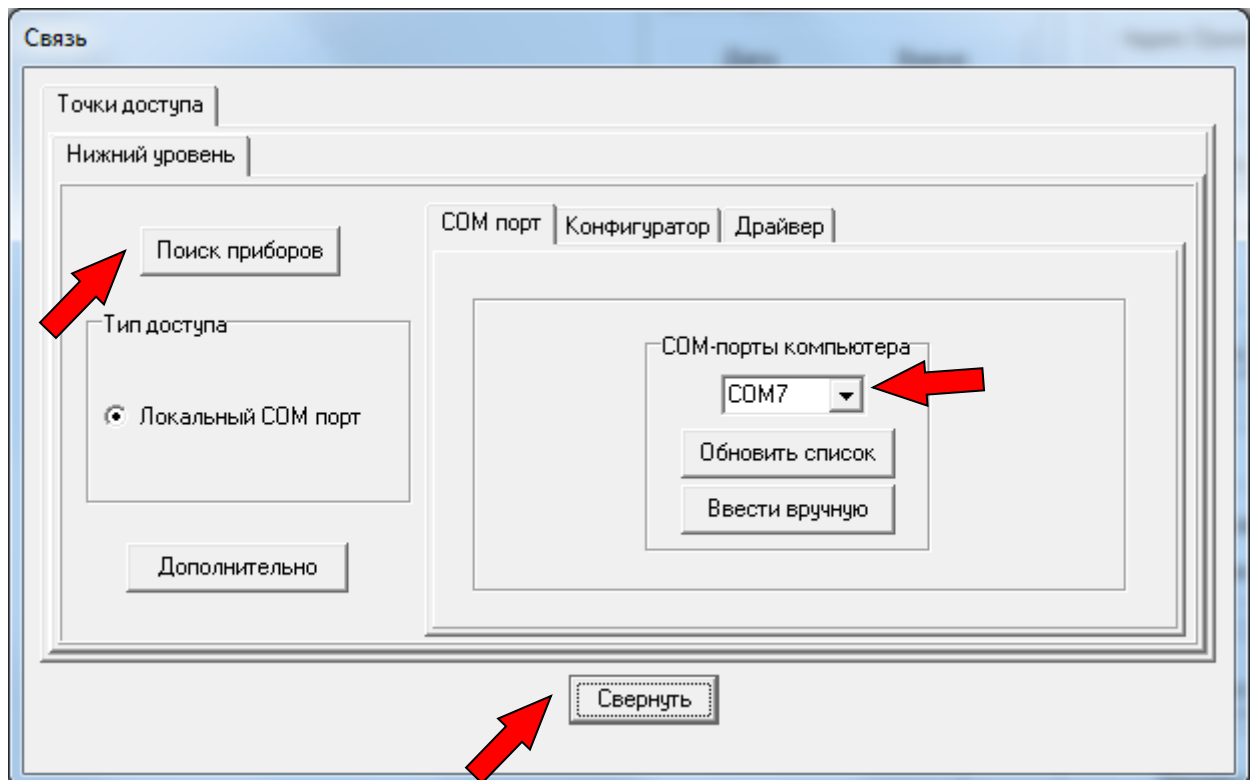 Связь
Точки доступа
Нижний уровень
Поиск приборов
Тип доступа
Локальный COM порт
Дополнительно
COM порт
Конфигуратор
Драйвер
COM-порты компьютера
COM7
Обновить список
Ввести вручную
Свернуть